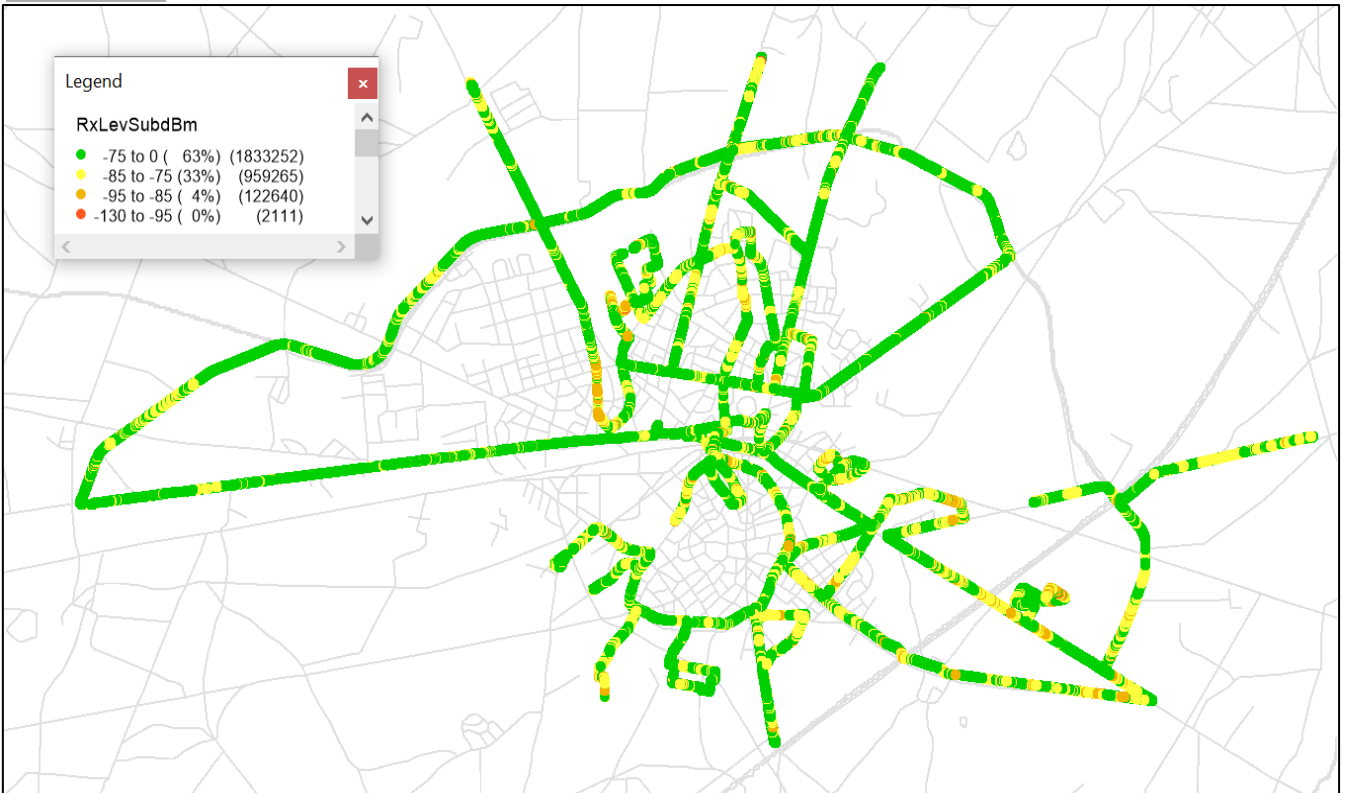 Legend
x
RxLevSubdBm
-75 to 0 ( 63%) (1833252)
-85 to -75 (33%) (959265)
-95 to -85 ( 4%) (122640)
-130 to -95 ( 0%) (2111)